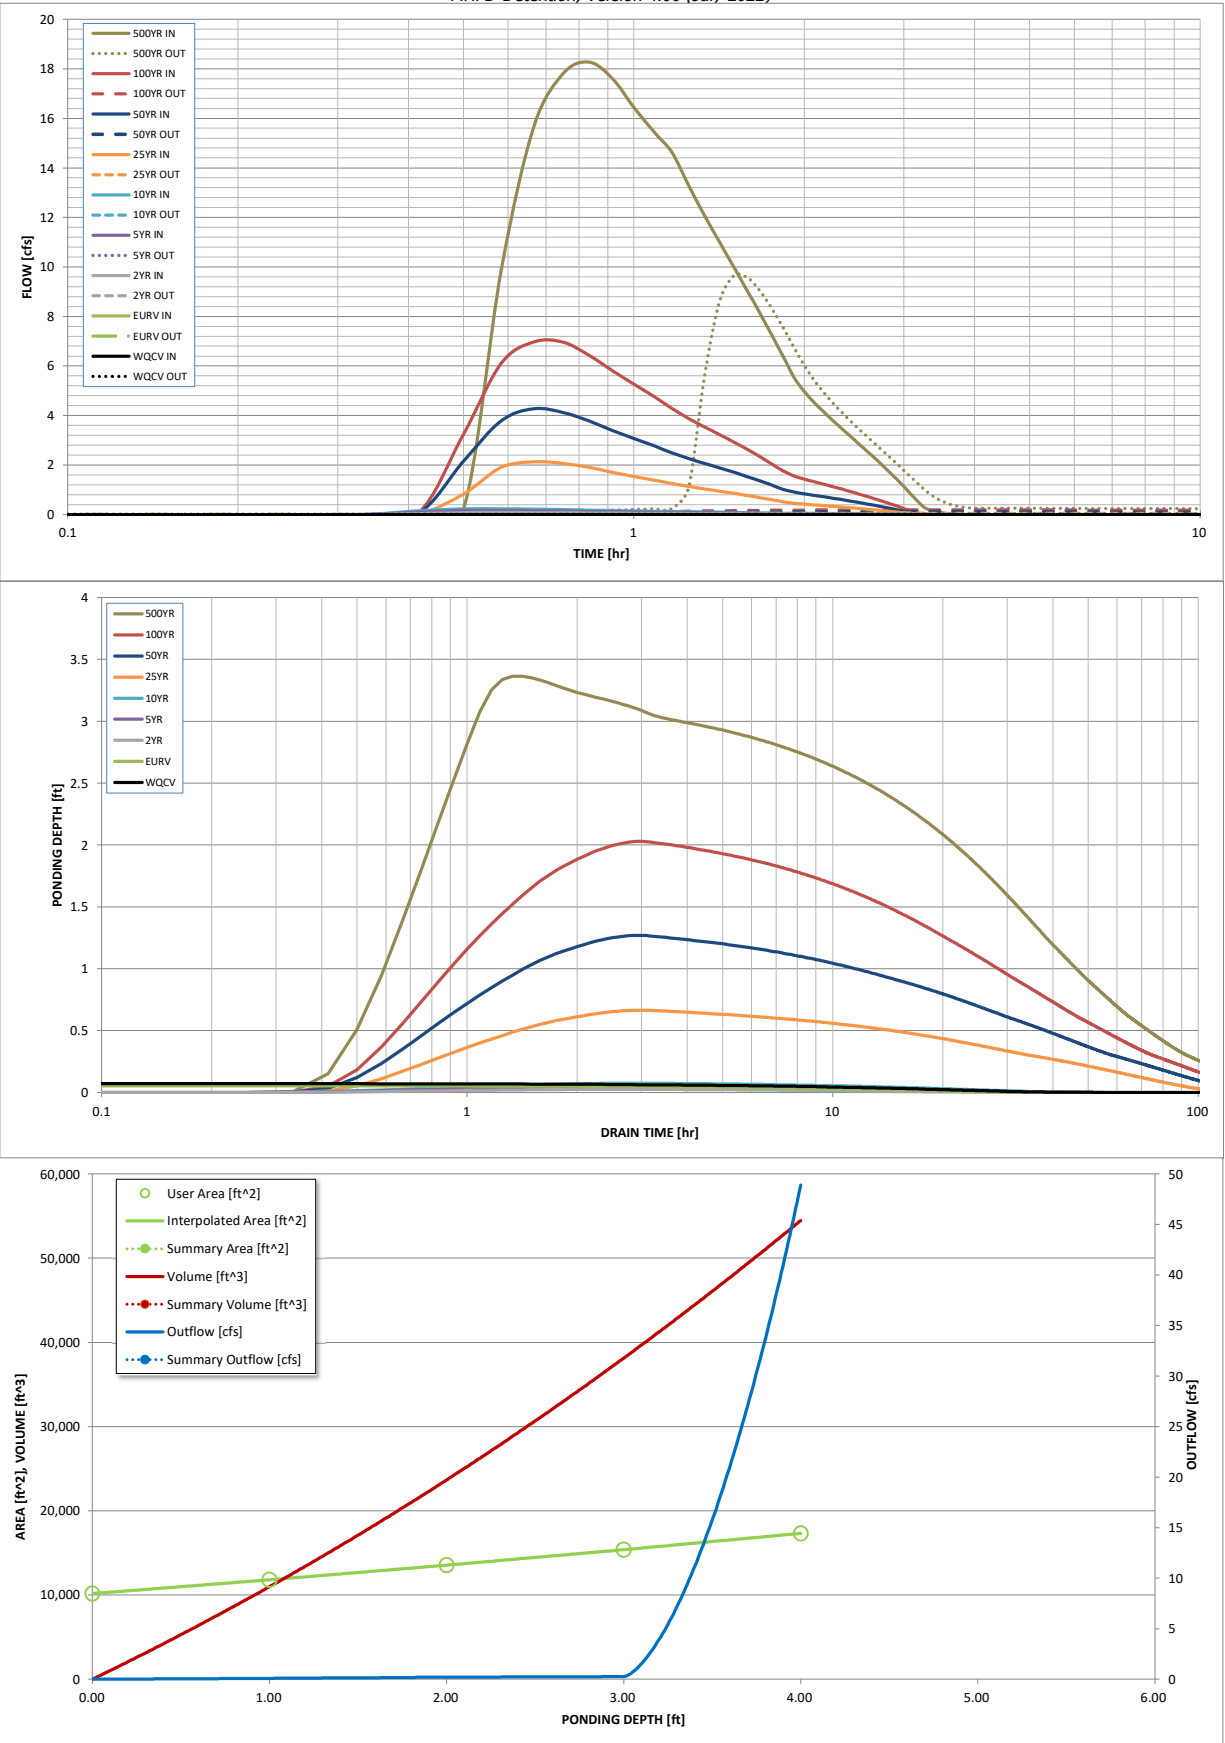 20
18
16
14
12
10
8
6
4
2
0
FLOW [cfs]
500YR IN
500YR OUT
100YR IN
100YR OUT
50YR IN
50YR OUT
25YR IN
25YR OUT
10YR IN
10YR OUT
5YR IN
5YR OUT
2YR IN
2YR OUT
EURV IN
EURV OUT
WQCV IN
WQCV OUT
0.1
1
10
TIME [hr]
4
3.5
3
2.5
2
1.5
1
0.5
0
PONDING DEPTH [ft]
500YR
100YR
50YR
25YR
10YR
5YR
2YR
EURV
WQCV
0.1
1
10
100
DRAIN TIME [hr]
60,000
50,000
40,000
30,000
20,000
10,000
0
AREA [ft^2], VOLUME [ft^3]
User Area [ft^2]
Interpolated Area [ft^2]
Summary Area [ft^2]
Volume [ft^3]
Summary Volume [ft^3]
Outflow [cfs]
Summary Outflow [cfs]
50
45
40
35
30
25
20
15
10
5
0
OUTFLOW [cfs]
0.00
1.00
2.00
3.00
4.00
5.00
6.00
PONDING DEPTH [ft]